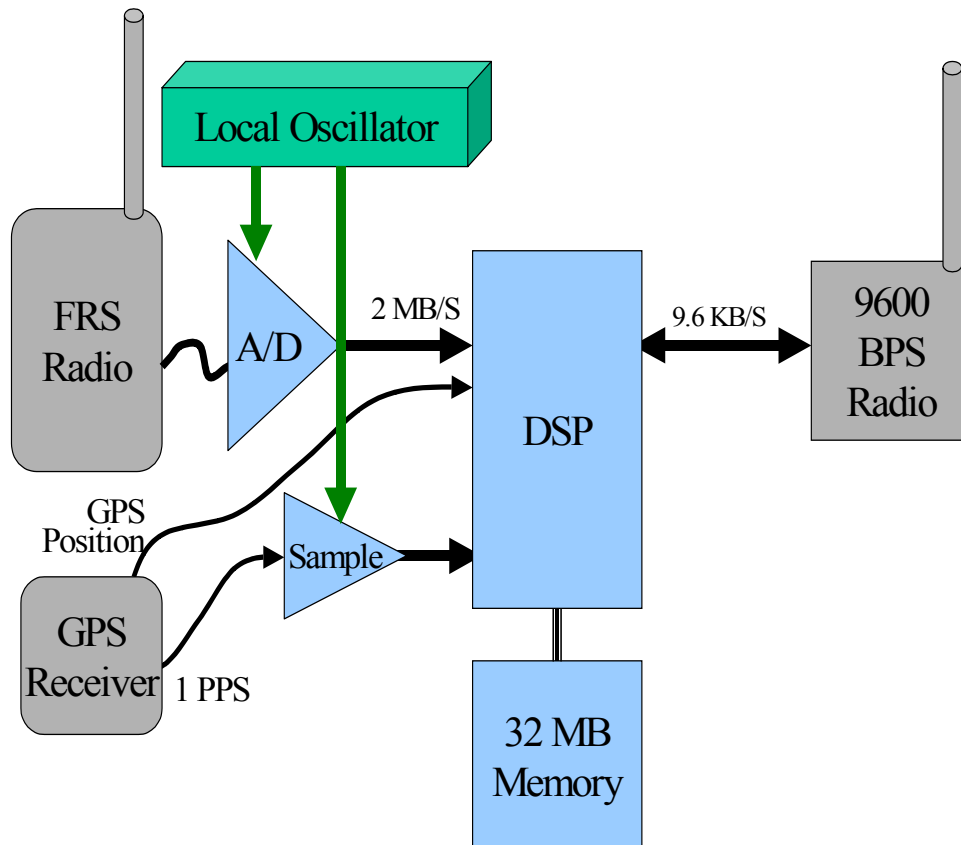 Local Oscillator
FRS
Radio
A/D
2 MB/S
9.6 KB/S
9600
BPS
Radio
DSP
GPS
Position
Sample
GPS
Receiver
1 PPS
32 MB
Memory